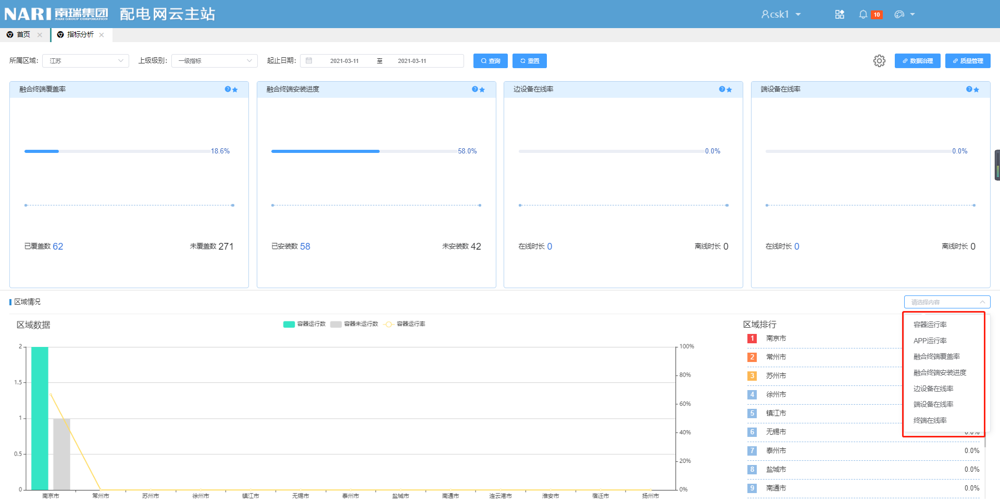 NARI 南瑞集团 配电网云主站
NARI GROUP CORPORATION
csk1
10
首页
指标分析
所属区域: 江苏
上级级别: 一级指标
起止日期: 2021-03-11 至 2021-03-11
查询
重置
数据治理
质量管理
融合终端覆盖率
18.6%
已覆盖数 62
未覆盖数 271
融合终端安装进度
58.0%
已安装数 58
未安装数 42
边设备在线率
0.0%
在线时长 0
离线时长 0
端设备在线率
0.0%
在线时长 0
离线时长 0
区域情况
请选择内容
容器运行率
APP运行率
融合终端覆盖率
融合终端安装进度
边设备在线率
端设备在线率
终端在线率
区域数据
容器运行数 容器未运行数 容器运行率
2
1.5
1
0.5
0
100%
80%
60%
40%
20%
0%
南京市 常州市 苏州市 徐州市 镇江市 无锡市 泰州市 盐城市 南通市 连云港市 淮安市 宿迁市 扬州市
区域排行
1 南京市
2 常州市
3 苏州市
4 徐州市
5 镇江市
6 无锡市 0.0%
7 泰州市 0.0%
8 盐城市 0.0%
9 南通市 0.0%